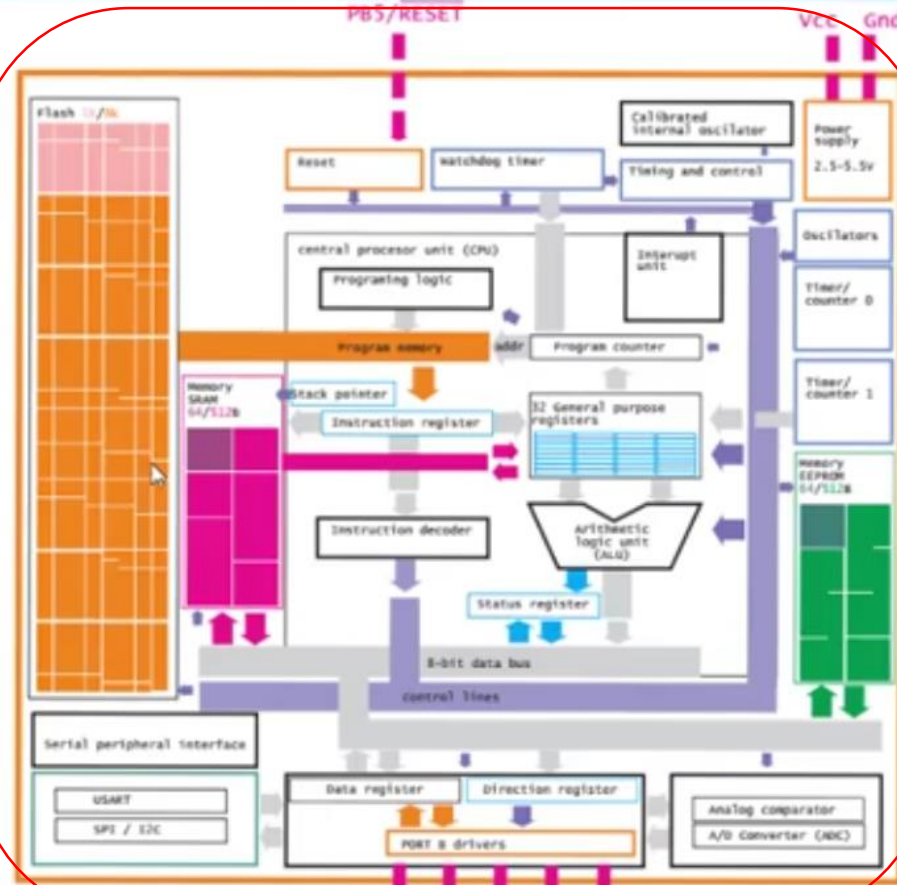 PB5/RESET
VCC Gnd
Flash 1k/8k
Calibrated
internal oscilator
Power
supply
2.5-5.5V
Reset
Watchdog timer
Timing and control
Oscilators
central procesor unit (CPU)
Interupt
unit
Programing logic
Timer/
counter 0
Program memory
addr
Program counter
Memory
SRAM
64/512B
Stack pointer
Timer/
counter 1
Instruction register
32 General purpose
registers
Memory
EEPROM
64/512B
Instruction decoder
Arithmetic
logic unit
(ALU)
Status register
8-bit data bus
control lines
Serial peripheral interface
USART
SPI / I2C
Data register
Direction register
PORT B drivers
Analog comparator
A/D Converter (ADC)